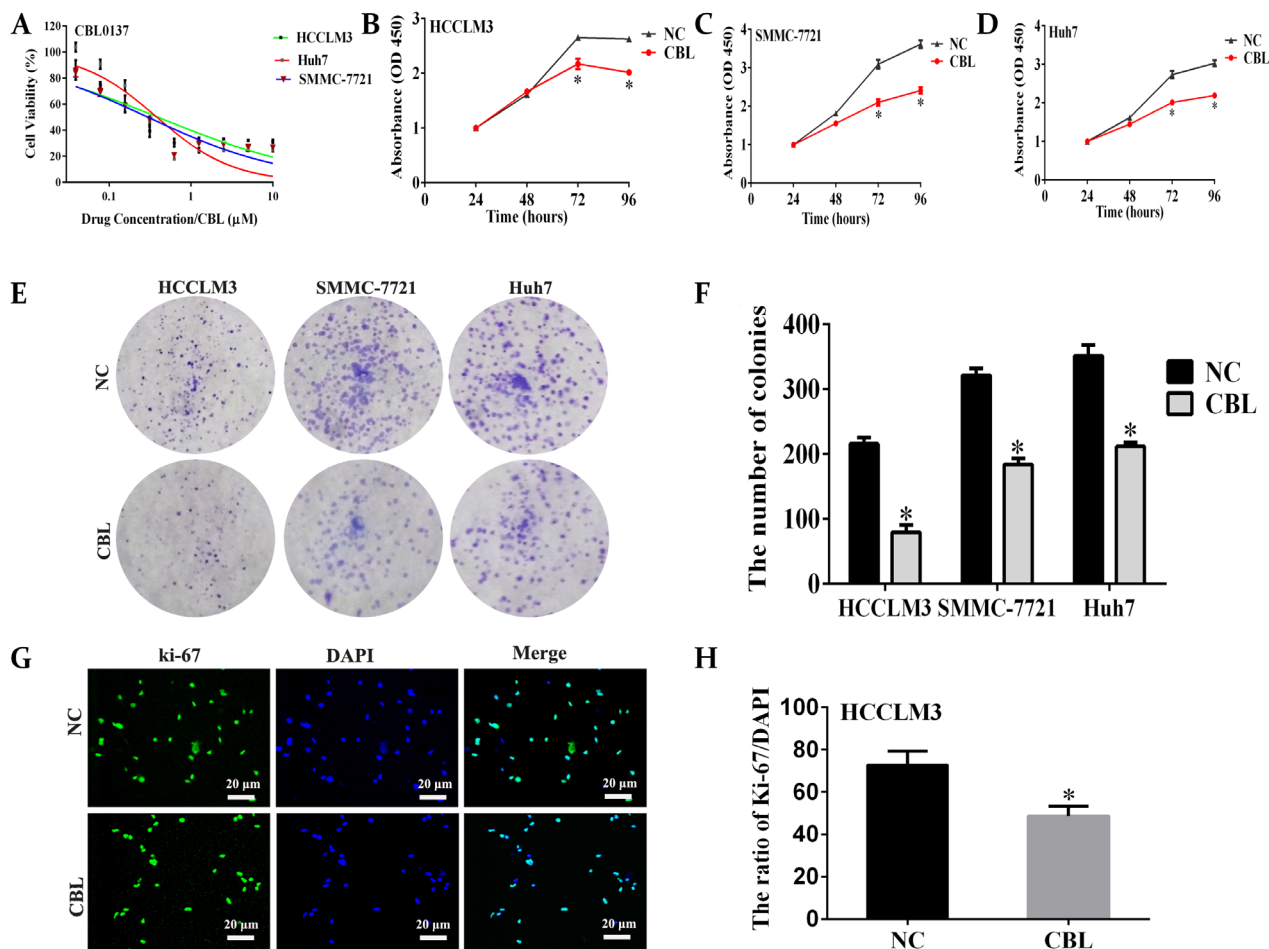 A
CBL0137
HCCLM3
Huh7
SMMC-7721
120
100
80
60
40
20
0
0.1
1
10
Cell Viability (%)
Drug Concentration/CBL (µM)
B
HCCLM3
NC
CBL
3
2
1
0
0
24
48
72
96
*
*
Absorbance (OD 450)
Time (hours)
C
SMMC-7721
NC
CBL
4
3
2
1
0
0
24
48
72
96
*
*
Absorbance (OD 450)
Time (hours)
D
Huh7
NC
CBL
4
3
2
1
0
0
24
48
72
96
*
*
Absorbance (OD 450)
Time (hours)
E
HCCLM3
SMMC-7721
Huh7
NC
CBL
F
400
300
200
100
0
The number of colonies
*
*
*
NC
CBL
HCCLM3
SMMC-7721
Huh7
G
ki-67
DAPI
Merge
NC
20 µm
20 µm
20 µm
CBL
20 µm
20 µm
20 µm
H
HCCLM3
100
80
60
40
20
0
The ratio of Ki-67/DAPI
*
NC
CBL